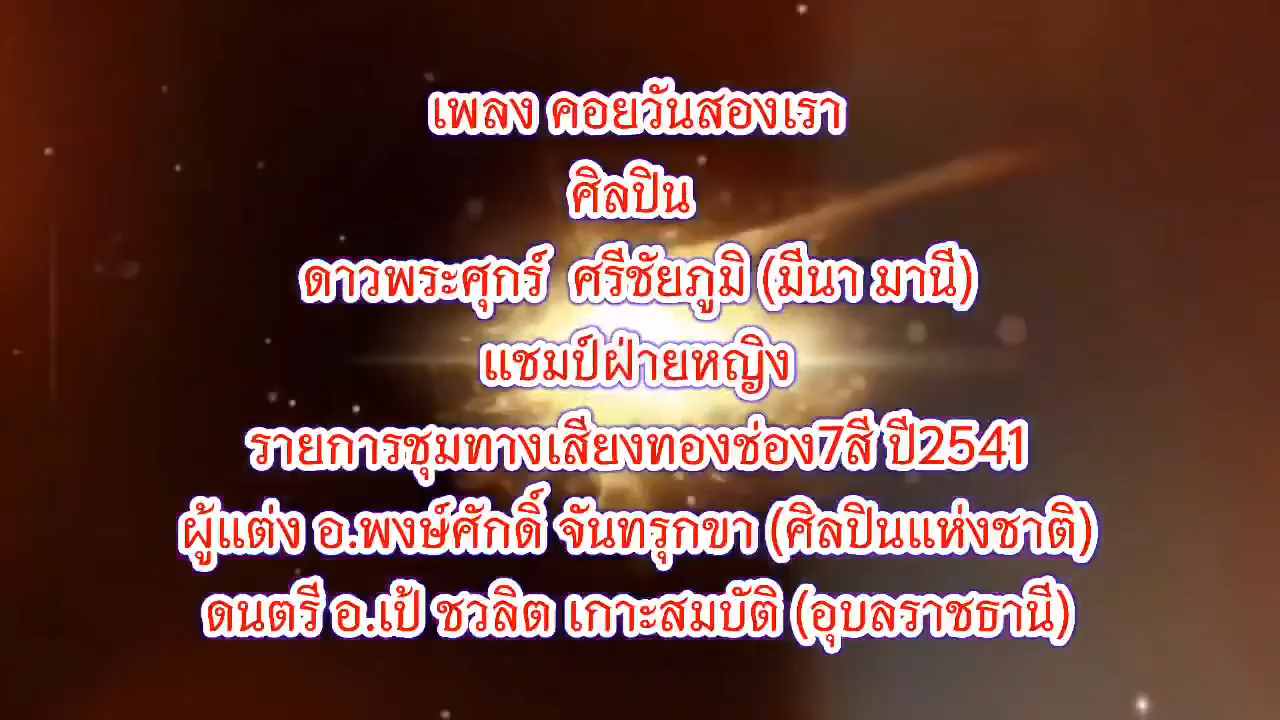 เพลง คอยวันสองเรา
ศิลปิน
ดาวพระศุกร์ ศรีชัยภูมิ (มีนา มานี)
แชมป์ฝ่ายหญิง
รายการชุมทางเสียงทองช่อง7สี ปี2541
ผู้แต่ง อ.พงษ์ศักดิ์ จันทรุกขา (ศิลปินแห่งชาติ)
ดนตรี อ.เป้ ชวลิต เกาะสมบัติ (อุบลราชธานี)